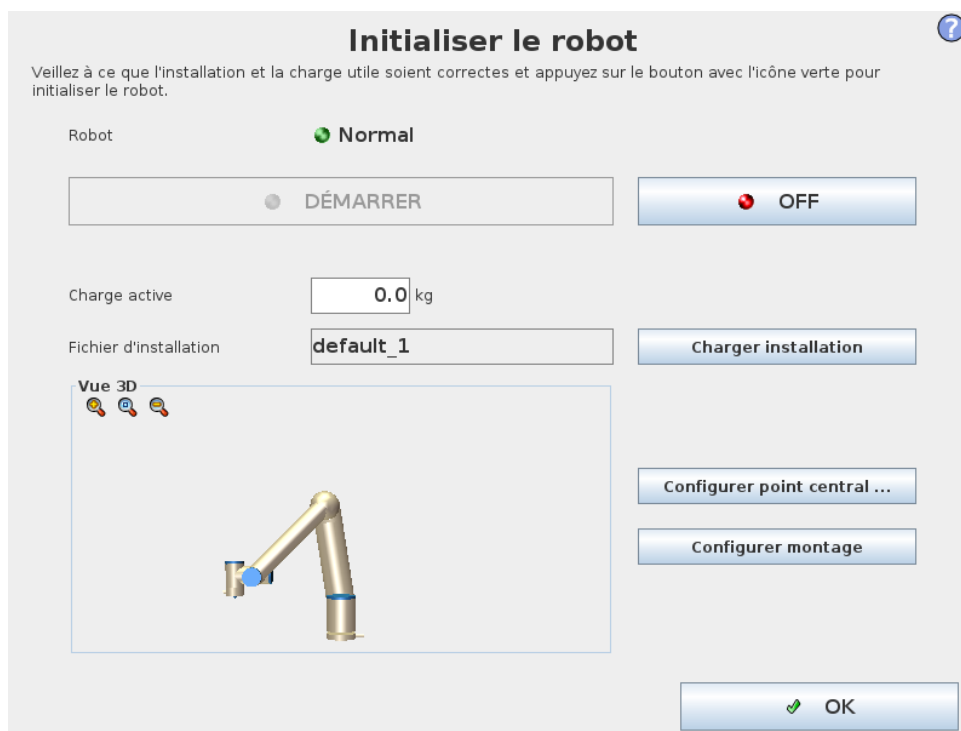 Initialiser le robot
?
Veillez à ce que l'installation et la charge utile soient correctes et appuyez sur le bouton avec l'icône verte pour
initialiser le robot.
Robot
Normal
DÉMARRER
OFF
Charge active
0.0 kg
Fichier d'installation
default_1
Charger installation
Vue 3D
Configurer point central ...
Configurer montage
OK